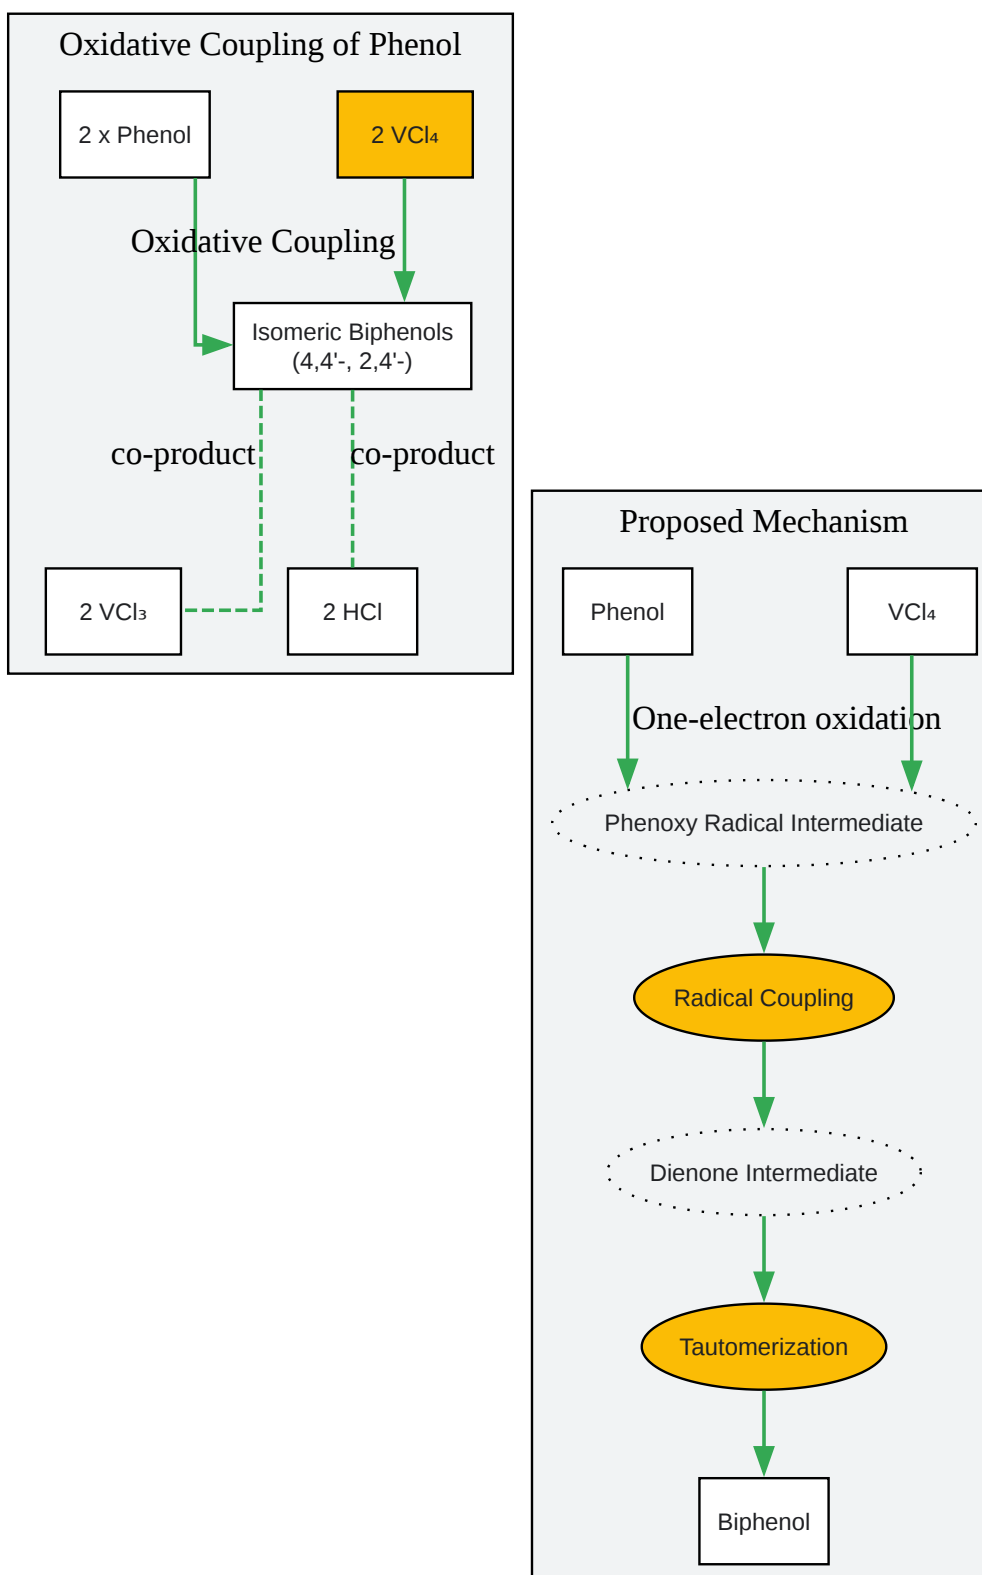 Oxidative Coupling of Phenol
2 x Phenol
2 VCl₄
Oxidative Coupling
Isomeric Biphenols
(4,4'-, 2,4'-)
co-product
co-product
2 VCl₃
2 HCl
Proposed Mechanism
Phenol
VCl₄
One-electron oxidation
Phenoxy Radical Intermediate
Radical Coupling
Dienone Intermediate
Tautomerization
Biphenol